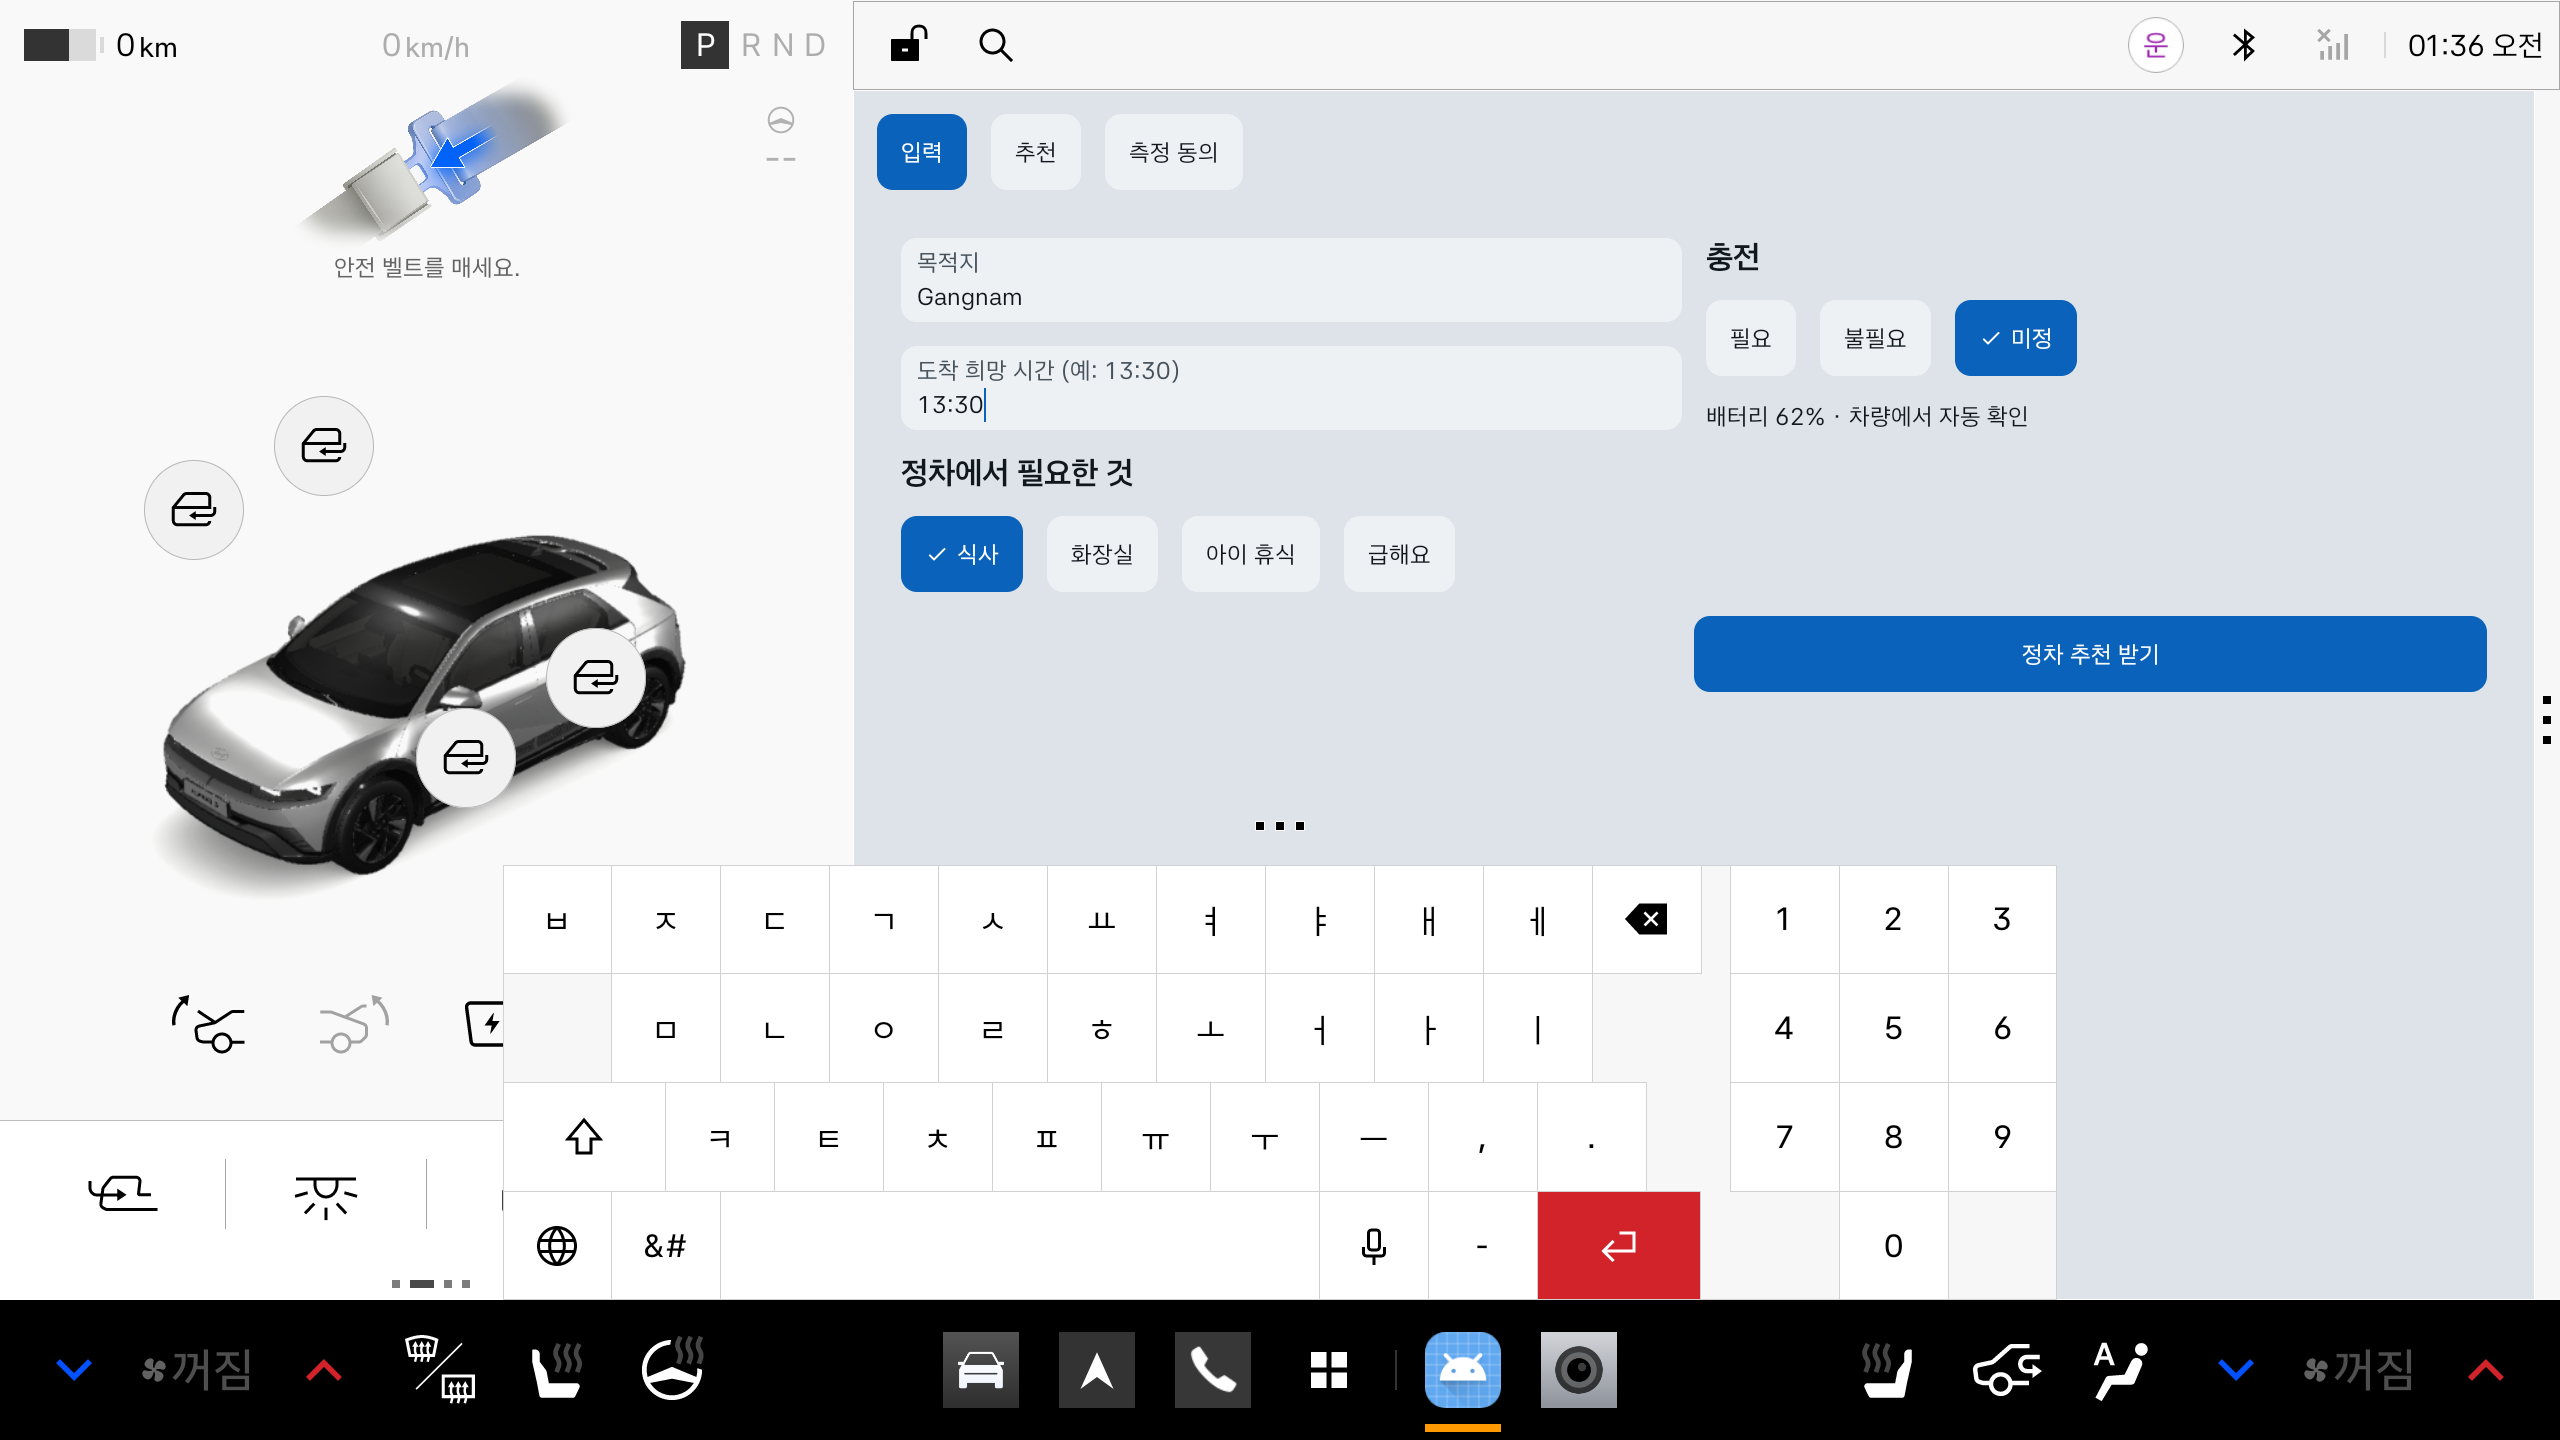 0 km
0 km/h
P R N D
운
01:36 오전
안전 벨트를 매세요.
입력
추천
측정 동의
목적지
Gangnam
도착 희망 시간 (예: 13:30)
13:30
충전
필요
불필요
미정
배터리 62% · 차량에서 자동 확인
정차에서 필요한 것
식사
화장실
아이 휴식
급해요
정차 추천 받기
ㅂ ㅈ ㄷ ㄱ ㅅ ㅛ ㅕ ㅑ ㅐ ㅔ 1 2 3
ㅁ ㄴ ㅇ ㄹ ㅎ ㅗ ㅓ ㅏ ㅣ 4 5 6
ㅋ ㅌ ㅊ ㅍ ㅠ ㅜ ㅡ , . 7 8 9
&# - 0
꺼짐
A
꺼짐